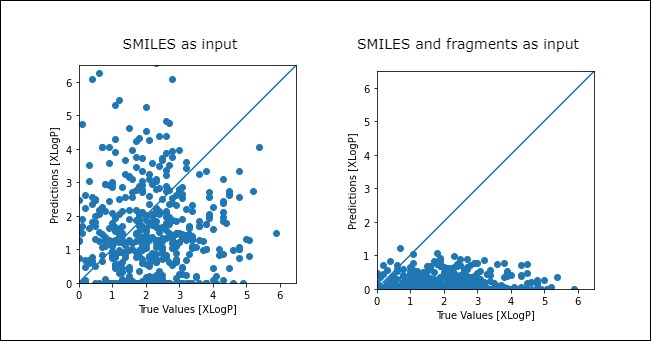 SMILES as input
SMILES and fragments as input
6
5
4
3
2
1
0
Predictions [XLogP]
0 1 2 3 4 5 6
True Values [XLogP]
6
5
4
3
2
1
0
Predictions [XLogP]
0 1 2 3 4 5 6
True Values [XLogP]